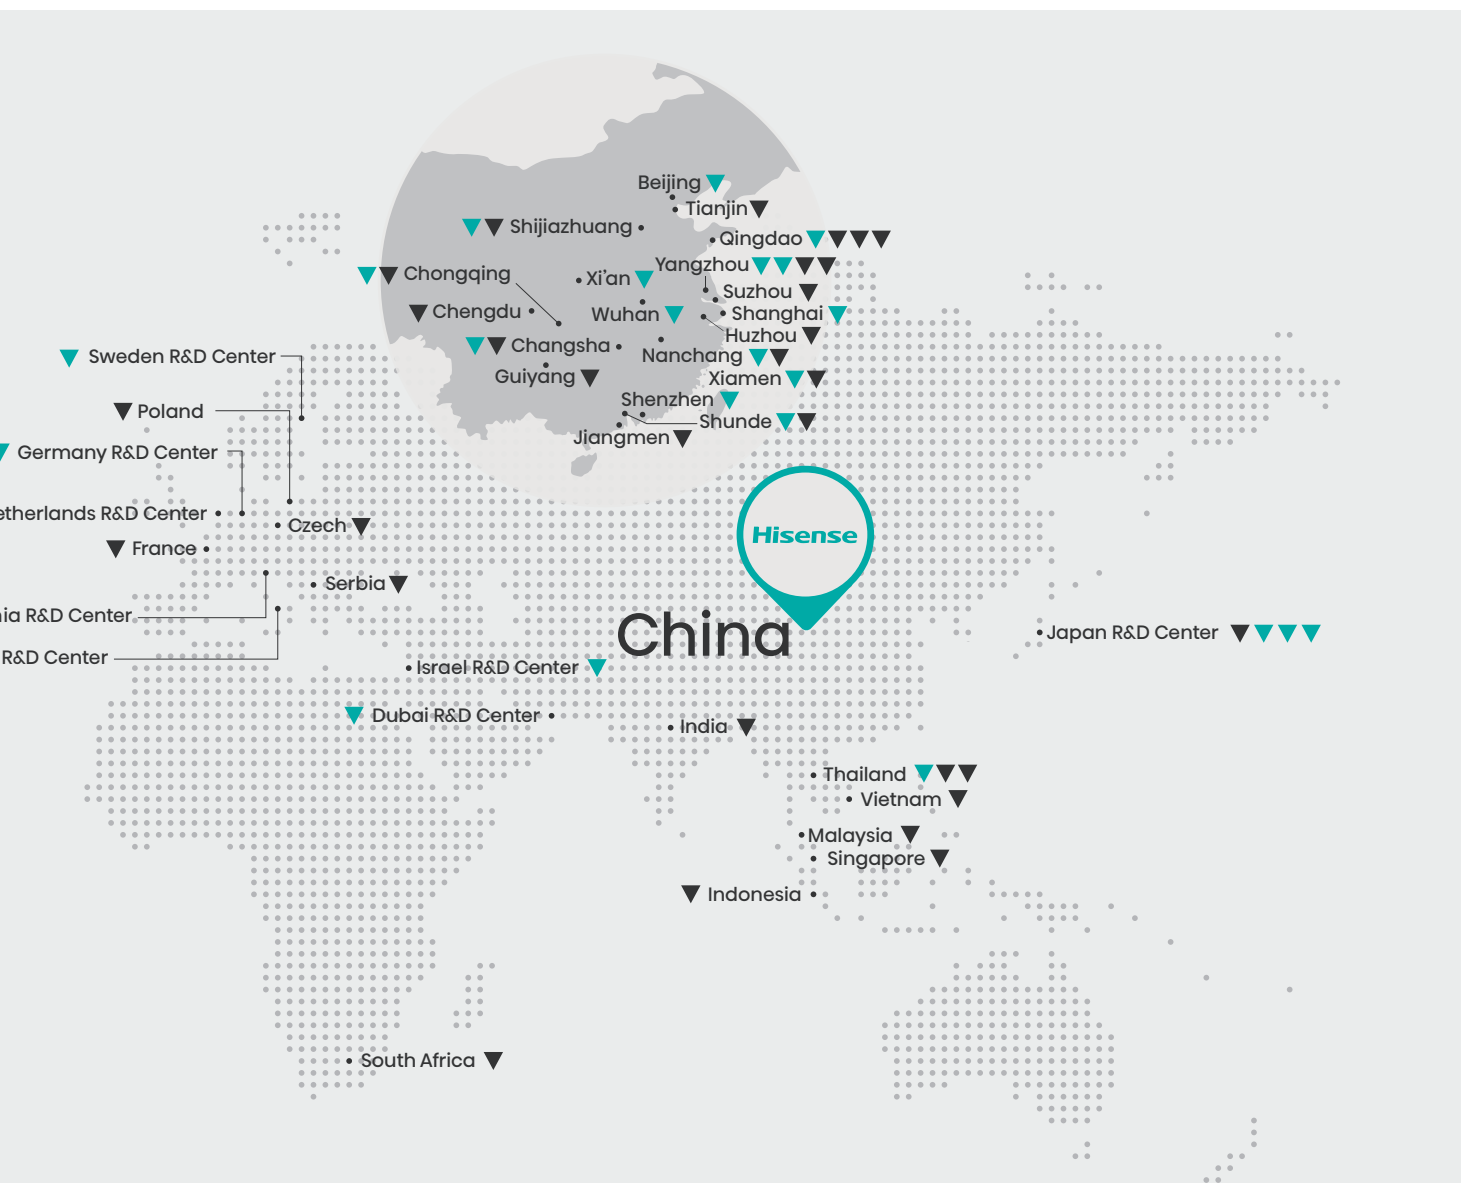 Beijing
Tianjin
Shijiazhuang
Qingdao
Yangzhou
Chongqing
Xi'an
Suzhou
Chengdu
Wuhan
Shanghai
Huzhou
Changsha
Nanchang
Guiyang
Xiamen
Shenzhen
Shunde
Jiangmen
Sweden R&D Center
Poland
Germany R&D Center
etherlands R&D Center
Czech
France
Serbia
ia R&D Center
R&D Center
Hisense
China
Japan R&D Center
Israel R&D Center
Dubai R&D Center
India
Thailand
Vietnam
Malaysia
Singapore
Indonesia
South Africa